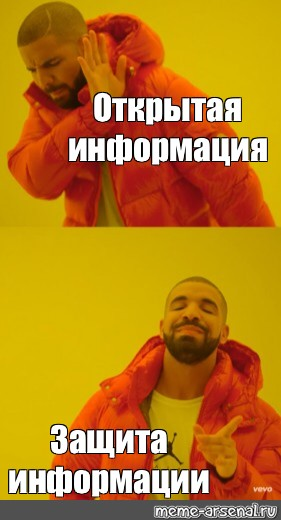 Открытая
информация
Защита
информации
vevo
meme-arsenal.ru